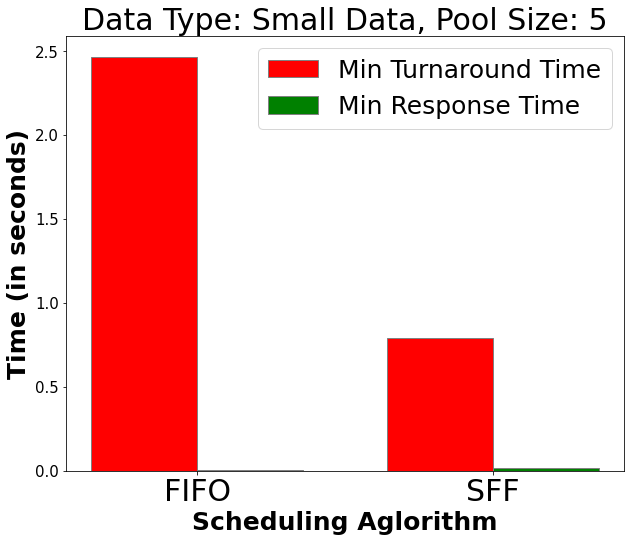 Data Type: Small Data, Pool Size: 5
Min Turnaround Time
Min Response Time
Time (in seconds)
2.5
2.0
1.5
1.0
0.5
0.0
FIFO
SFF
Scheduling Aglorithm